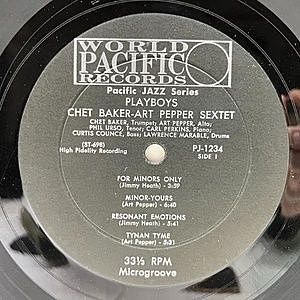 WORLD
PACIFIC
RECORDS
Pacific JAZZ Series
PLAYBOYS
CHET BAKER-ART PEPPER SEXTET
CHET BAKER, Trumpet; ART PEPPER, Alto;
PHIL URSO, Tenor; CARL PERKINS, Piano;
CURTIS COUNCE, Bass; LAWRENCE MARABLE, Drums
(ST-698)
High Fidelity Recording
PJ-1234
SIDE 1
FOR MINORS ONLY
(Jimmy Heath) - 3:59
MINOR-YOURS
(Art Pepper) - 6:40
RESONANT EMOTIONS
(Jimmy Heath) - 5:41
TYNAN TYME
(Art Pepper) - 5:31
33⅓ RPM
Microgroove